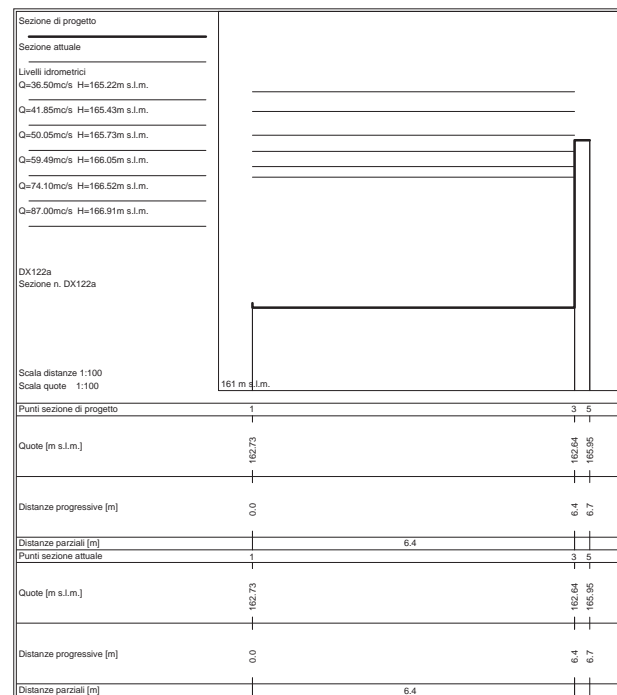 Sezione di progetto
Sezione attuale
Livelli idrometrici
Q=36.50mc/s H=165.22m s.l.m.
Q=41.85mc/s H=165.43m s.l.m.
Q=50.05mc/s H=165.73m s.l.m.
Q=59.49mc/s H=166.05m s.l.m.
Q=74.10mc/s H=166.52m s.l.m.
Q=87.00mc/s H=166.91m s.l.m.
DX122a
Sezione n. DX122a
Scala distanze 1:100
Scala quote 1:100
161 m s.l.m.
Punti sezione di progetto 1 3 5
Quote [m s.l.m.] 162.73 162.64 165.95
Distanze progressive [m] 0.0 6.4 6.7
Distanze parziali [m] 6.4
Punti sezione attuale 1 3 5
Quote [m s.l.m.] 162.73 162.64 165.95
Distanze progressive [m] 0.0 6.4 6.7
Distanze parziali [m] 6.4